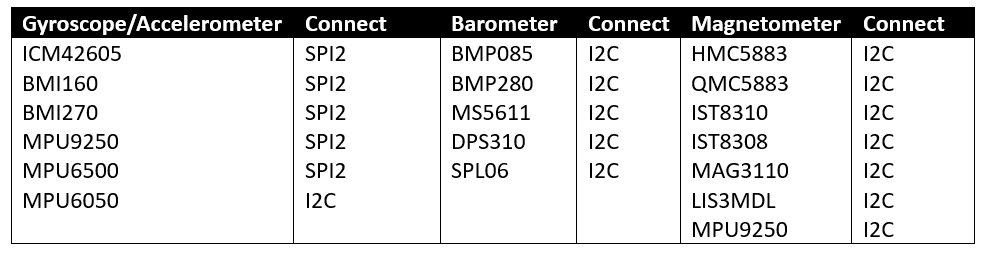 Gyroscope/Accelerometer Connect Barometer Connect Magnetometer Connect
ICM42605 SPI2 BMP085 I2C HMC5883 I2C
BMI160 SPI2 BMP280 I2C QMC5883 I2C
BMI270 SPI2 MS5611 I2C IST8310 I2C
MPU9250 SPI2 DPS310 I2C IST8308 I2C
MPU6500 SPI2 SPL06 I2C MAG3110 I2C
MPU6050 I2C LIS3MDL I2C
MPU9250 I2C